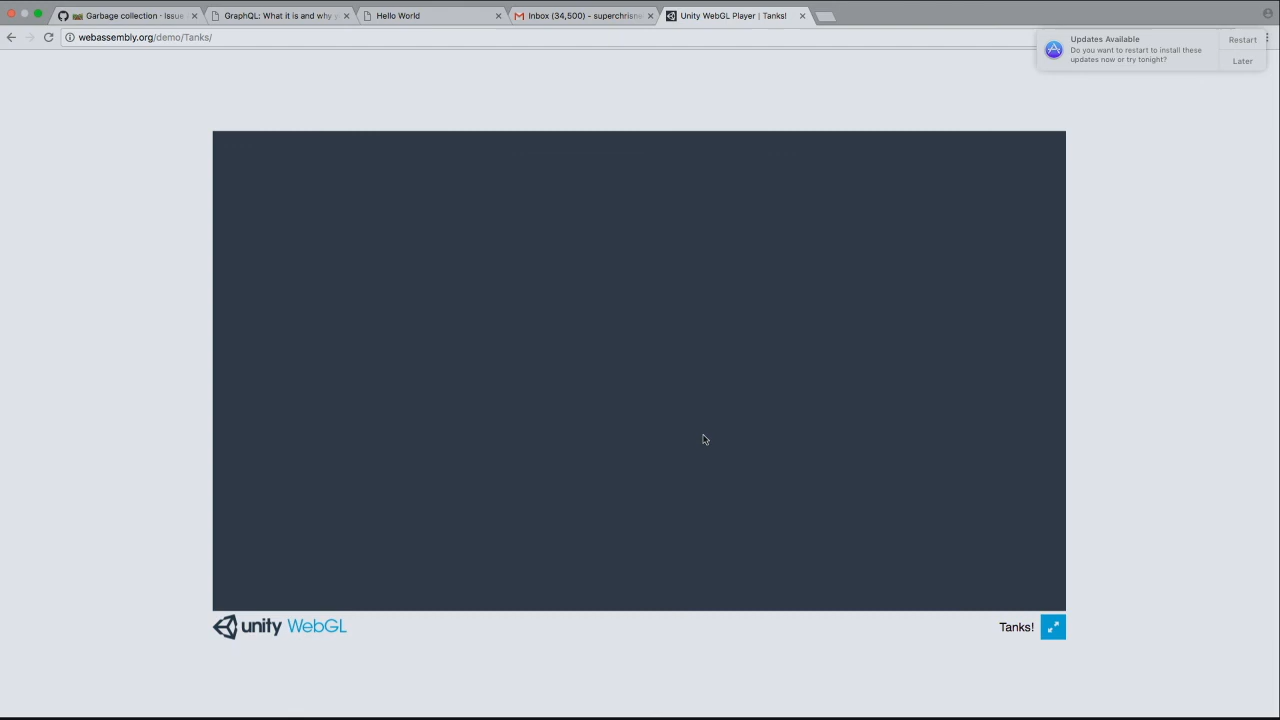 Garbage collection · Issue
GraphQL: What it is and why y
Hello World
Inbox (34,500) - superchrisne
Unity WebGL Player | Tanks!
webassembly.org/demo/Tanks/
Updates Available
Do you want to restart to install these
updates now or try tonight?
Restart
Later
unity WebGL
Tanks!